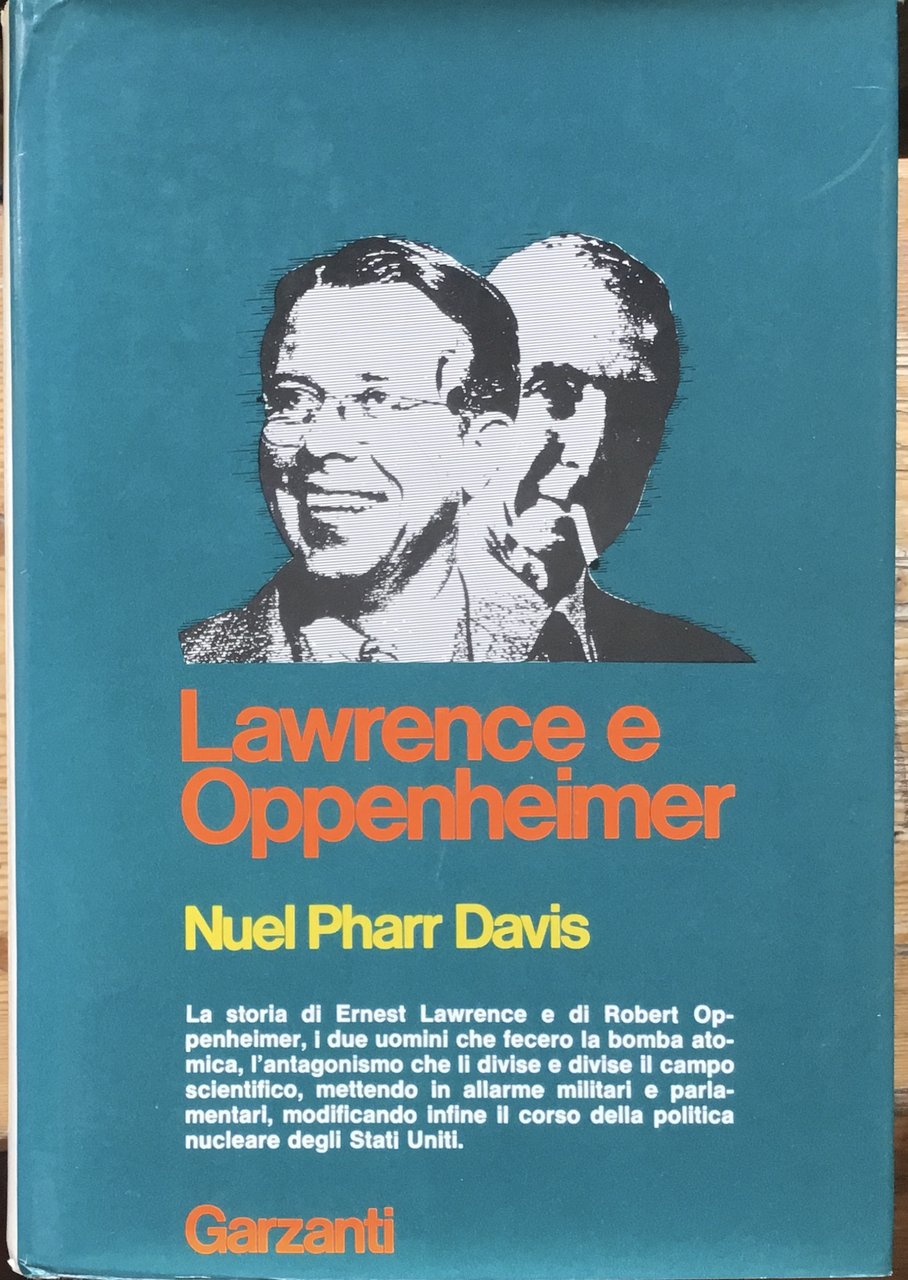 Lawrence e
Oppenheimer
Nuel Pharr Davis
La storia di Ernest Lawrence e di Robert Op-
penheimer, i due uomini che fecero la bomba ato-
mica, l'antagonismo che li divise e divise il campo
scientifico, mettendo in allarme militari e parla-
mentari, modificando infine il corso della politica
nucleare degli Stati Uniti.
Garzanti